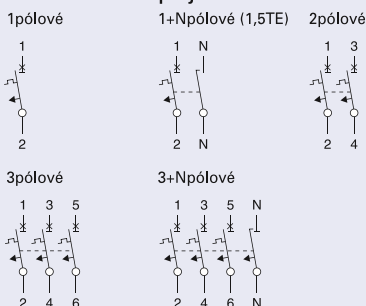 1pólové
1+Npólové (1,5TE)
2pólové
1
1 N
1 3
2
2 N
2 4
3pólové
3+Npólové
1 3 5
1 3 5 N
2 4 6
2 4 6 N